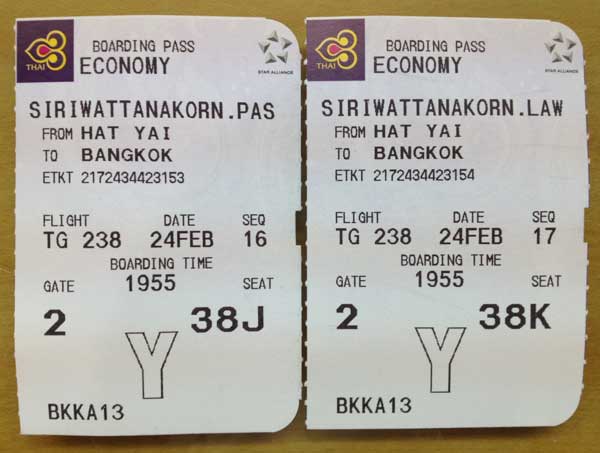 THAI
BOARDING PASS
ECONOMY
STAR ALLIANCE
SIRIWATTANAKORN.PAS
FROM HAT YAI
TO BANGKOK
ETKT 2172434423153
FLIGHT DATE SEQ
TG 238 24FEB 16
BOARDING TIME
GATE 1955 SEAT
2 38J
Y
BKKA13
THAI
BOARDING PASS
ECONOMY
STAR ALLIANCE
SIRIWATTANAKORN.LAW
FROM HAT YAI
TO BANGKOK
ETKT 2172434423154
FLIGHT DATE SEQ
TG 238 24FEB 17
BOARDING TIME
GATE 1955 SEAT
2 38K
Y
BKKA13